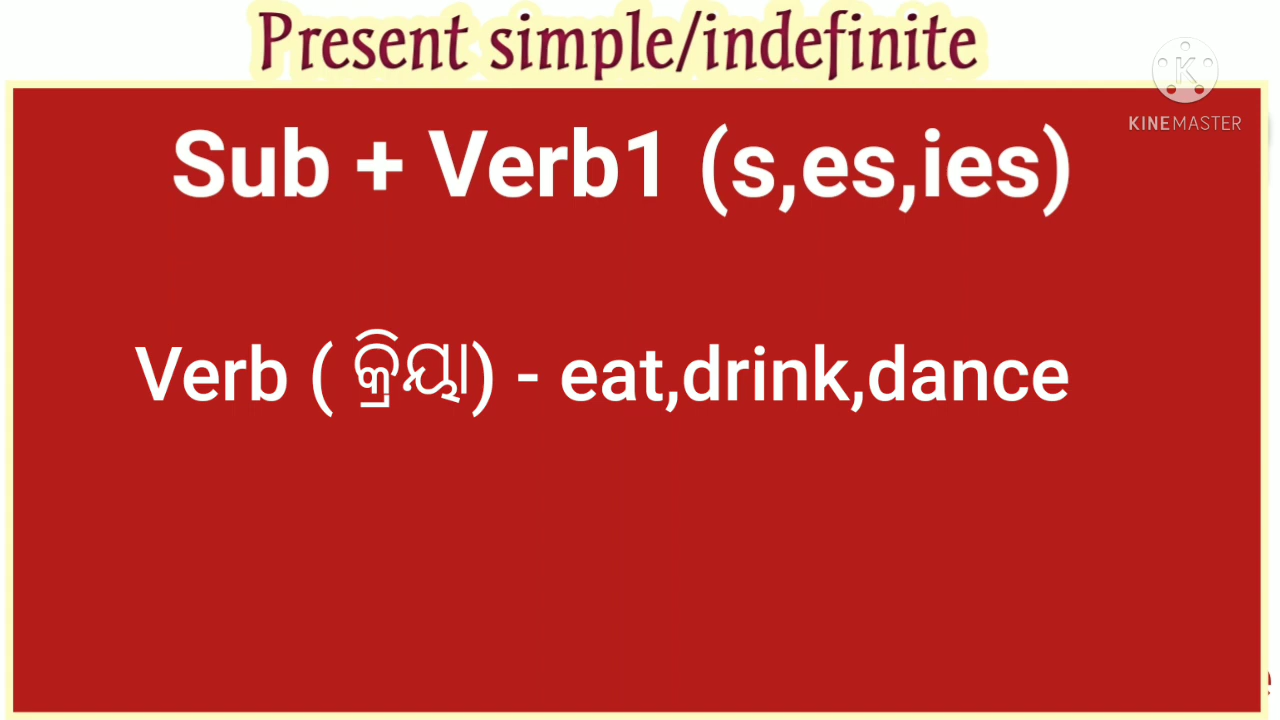 Present simple/indefinite
KINEMASTER
Sub + Verb1 (s,es,ies)
Verb ( କ୍ରିୟା) - eat,drink,dance